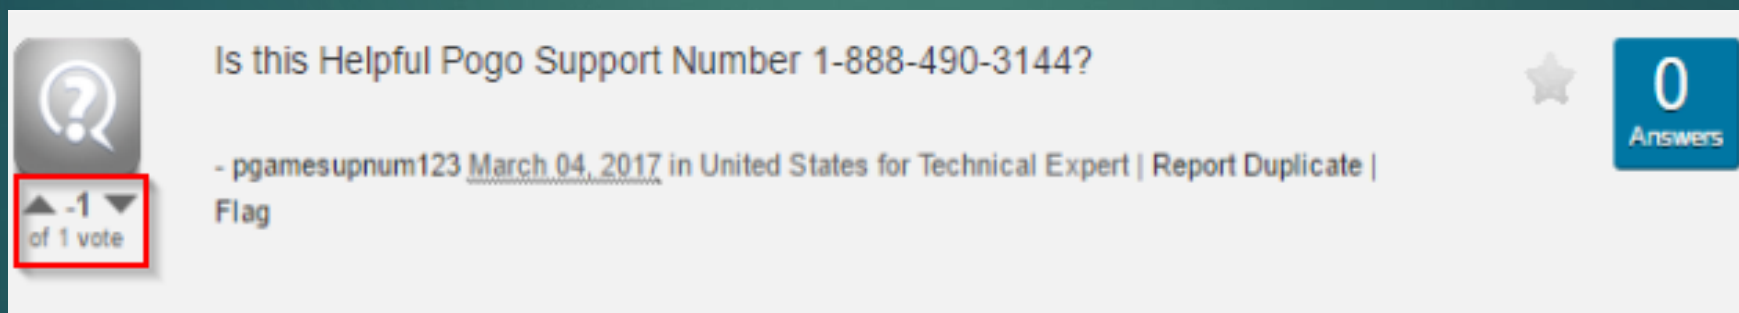 Is this Helpful Pogo Support Number 1-888-490-3144?
- pgamesupnum123 March 04, 2017 in United States for Technical Expert | Report Duplicate |
Flag
-1
of 1 vote
0
Answers